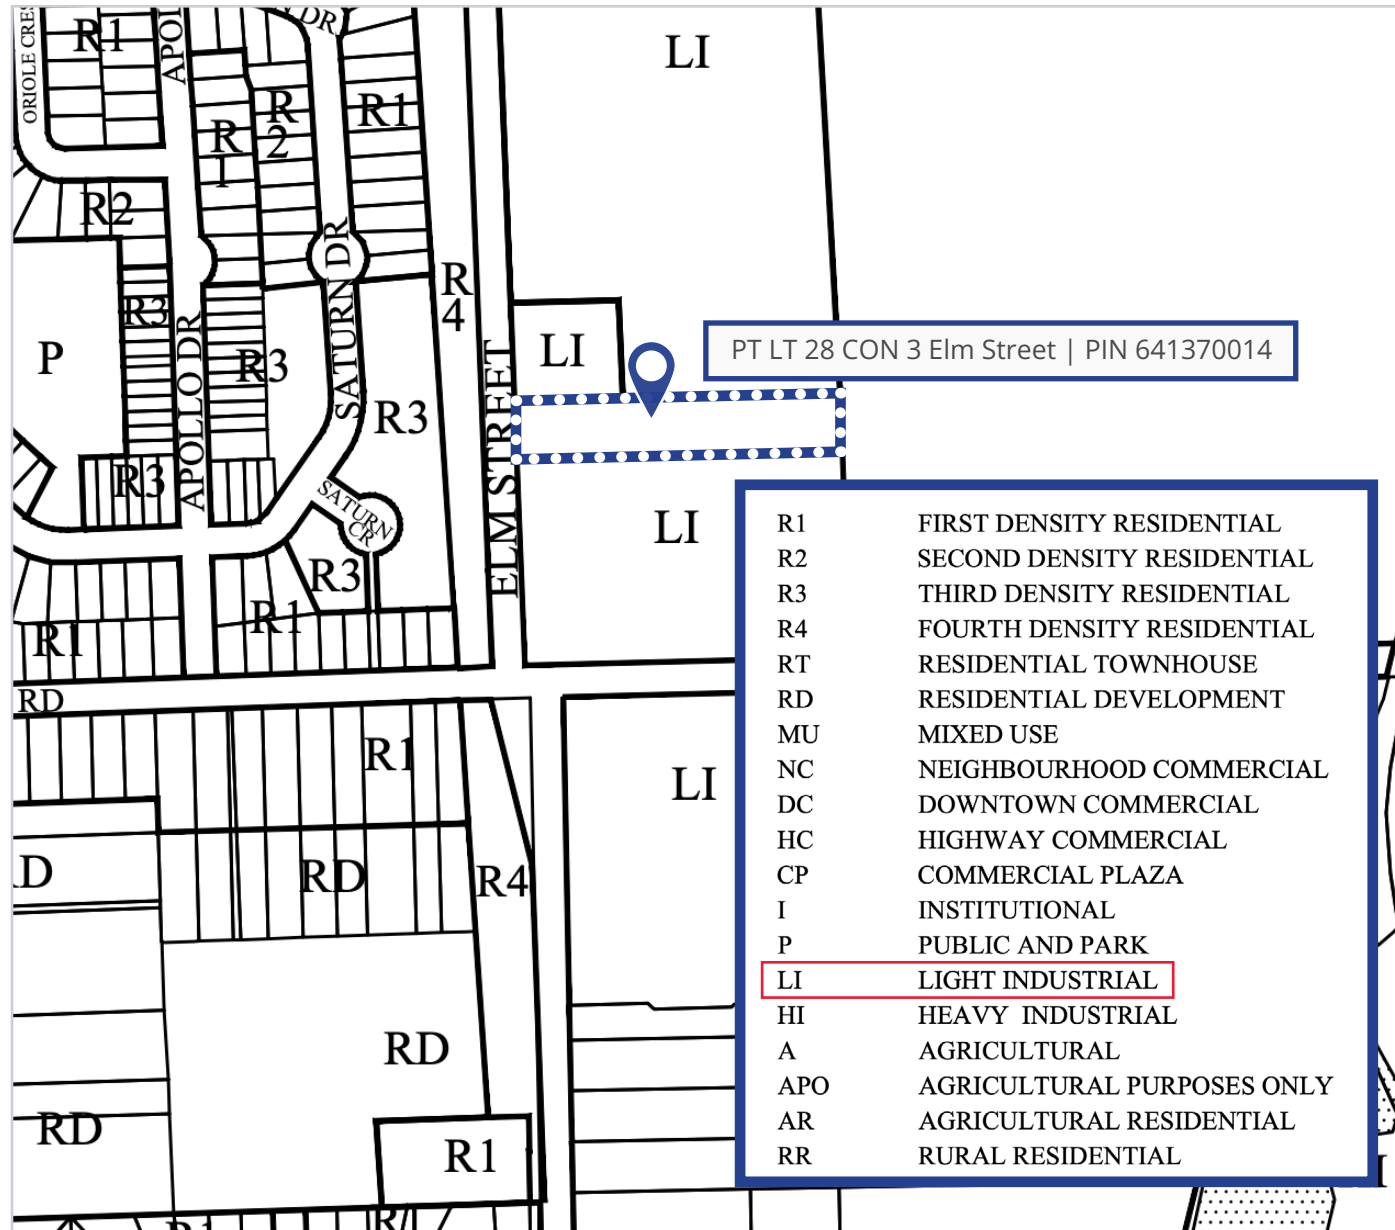 ORIOLE CRES
R1
APOL
DR
LI
R
1
R
2
R1
R2
R
4
R3
P
R3
LI
PT LT 28 CON 3 Elm Street | PIN 641370014
APOLLO DR
SATURN DR
R3
ELM STREET
R3
SATURN
CR
LI
R3
R1
R1
RD
R1
LI
RD
R4
RD
RD
R1
R1
R1 FIRST DENSITY RESIDENTIAL
R2 SECOND DENSITY RESIDENTIAL
R3 THIRD DENSITY RESIDENTIAL
R4 FOURTH DENSITY RESIDENTIAL
RT RESIDENTIAL TOWNHOUSE
RD RESIDENTIAL DEVELOPMENT
MU MIXED USE
NC NEIGHBOURHOOD COMMERCIAL
DC DOWNTOWN COMMERCIAL
HC HIGHWAY COMMERCIAL
CP COMMERCIAL PLAZA
I INSTITUTIONAL
P PUBLIC AND PARK
LI LIGHT INDUSTRIAL
HI HEAVY INDUSTRIAL
A AGRICULTURAL
APO AGRICULTURAL PURPOSES ONLY
AR AGRICULTURAL RESIDENTIAL
RR RURAL RESIDENTIAL